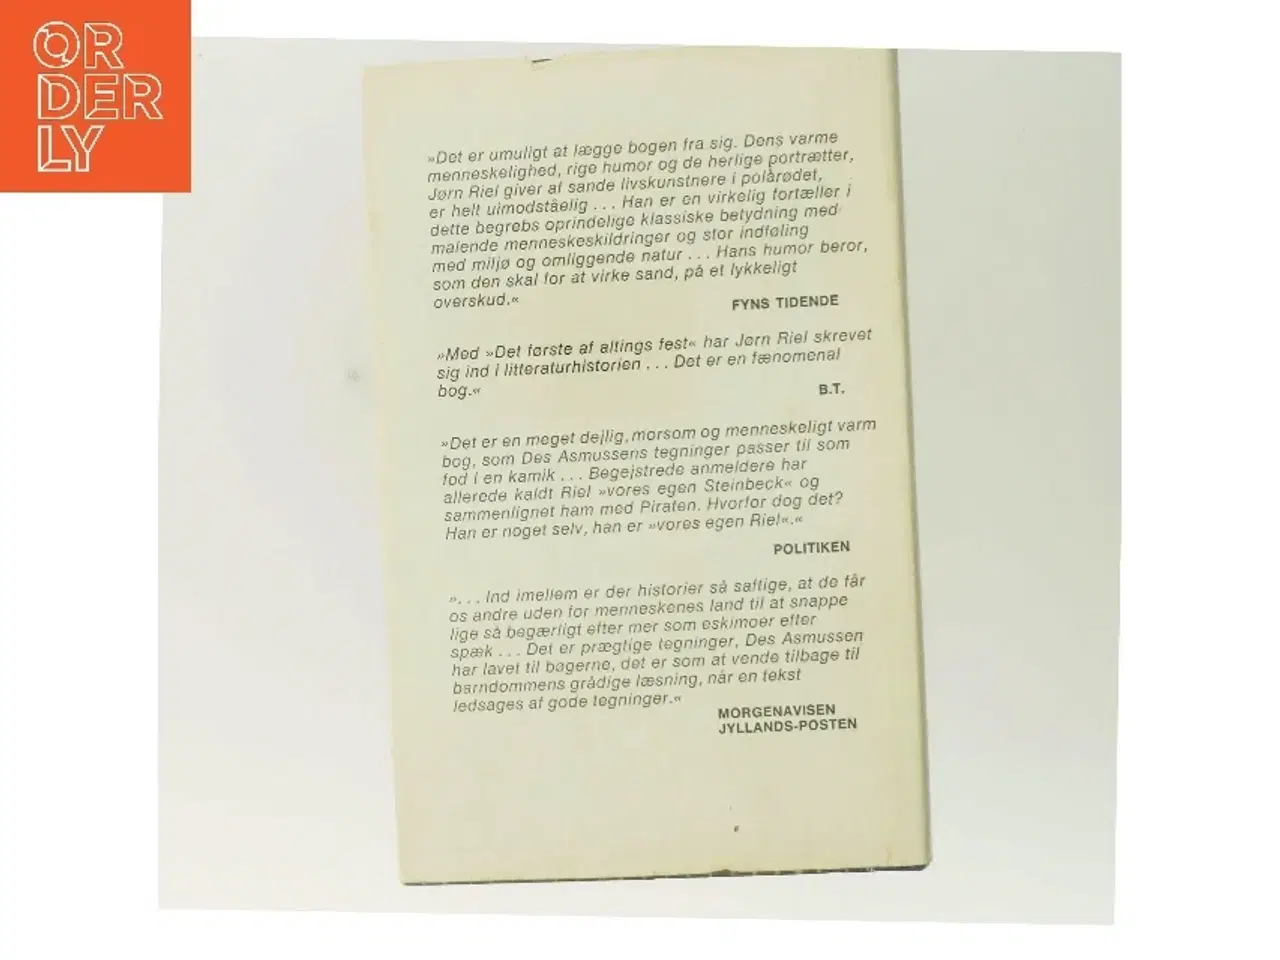 ORDERLY
»Det er umuligt at lægge bogen fra sig. Dens varme
menneskelighed, rige humor og de herlige portrætter,
Jørn Riel giver af sande livskunstnere i polårødet,
er helt uimodståelig . . . Han er en virkelig fortæller i
dette begrebs oprindelige klassiske betydning med
malende menneskeskildringer og stor indføling
med miljø og omliggende natur . . . Hans humor beror,
som den skal for at virke sand, på et lykkeligt
overskud.«
FYNS TIDENDE
»Med »Det første af altings fest« har Jørn Riel skrevet
sig ind i litteraturhistorien . . . Det er en fænomenal
bog.«
B.T.
»Det er en meget dejlig, morsom og menneskeligt varm
bog, som Des Asmussens tegninger passer til som
fod i en kamik . . . Begejstrede anmeldere har
allerede kaldt Riel »vores egen Steinbeck« og
sammenlignet ham med Piraten. Hvorfor dog det?
Han er noget selv, han er »vores egen Riel«.«
POLITIKEN
». . . Ind imellem er der historier så saftige, at de får
os andre uden for menneskenes land til at snappe
lige så begærligt efter mer som eskimoer efter
spæk . . . Det er prægtige tegninger, Des Asmussen
har lavet til bøgerne, det er som at vende tilbage til
barndommens grådige læsning, når en tekst
ledsages af gode tegninger.«
MORGENAVISEN
JYLLANDS-POSTEN